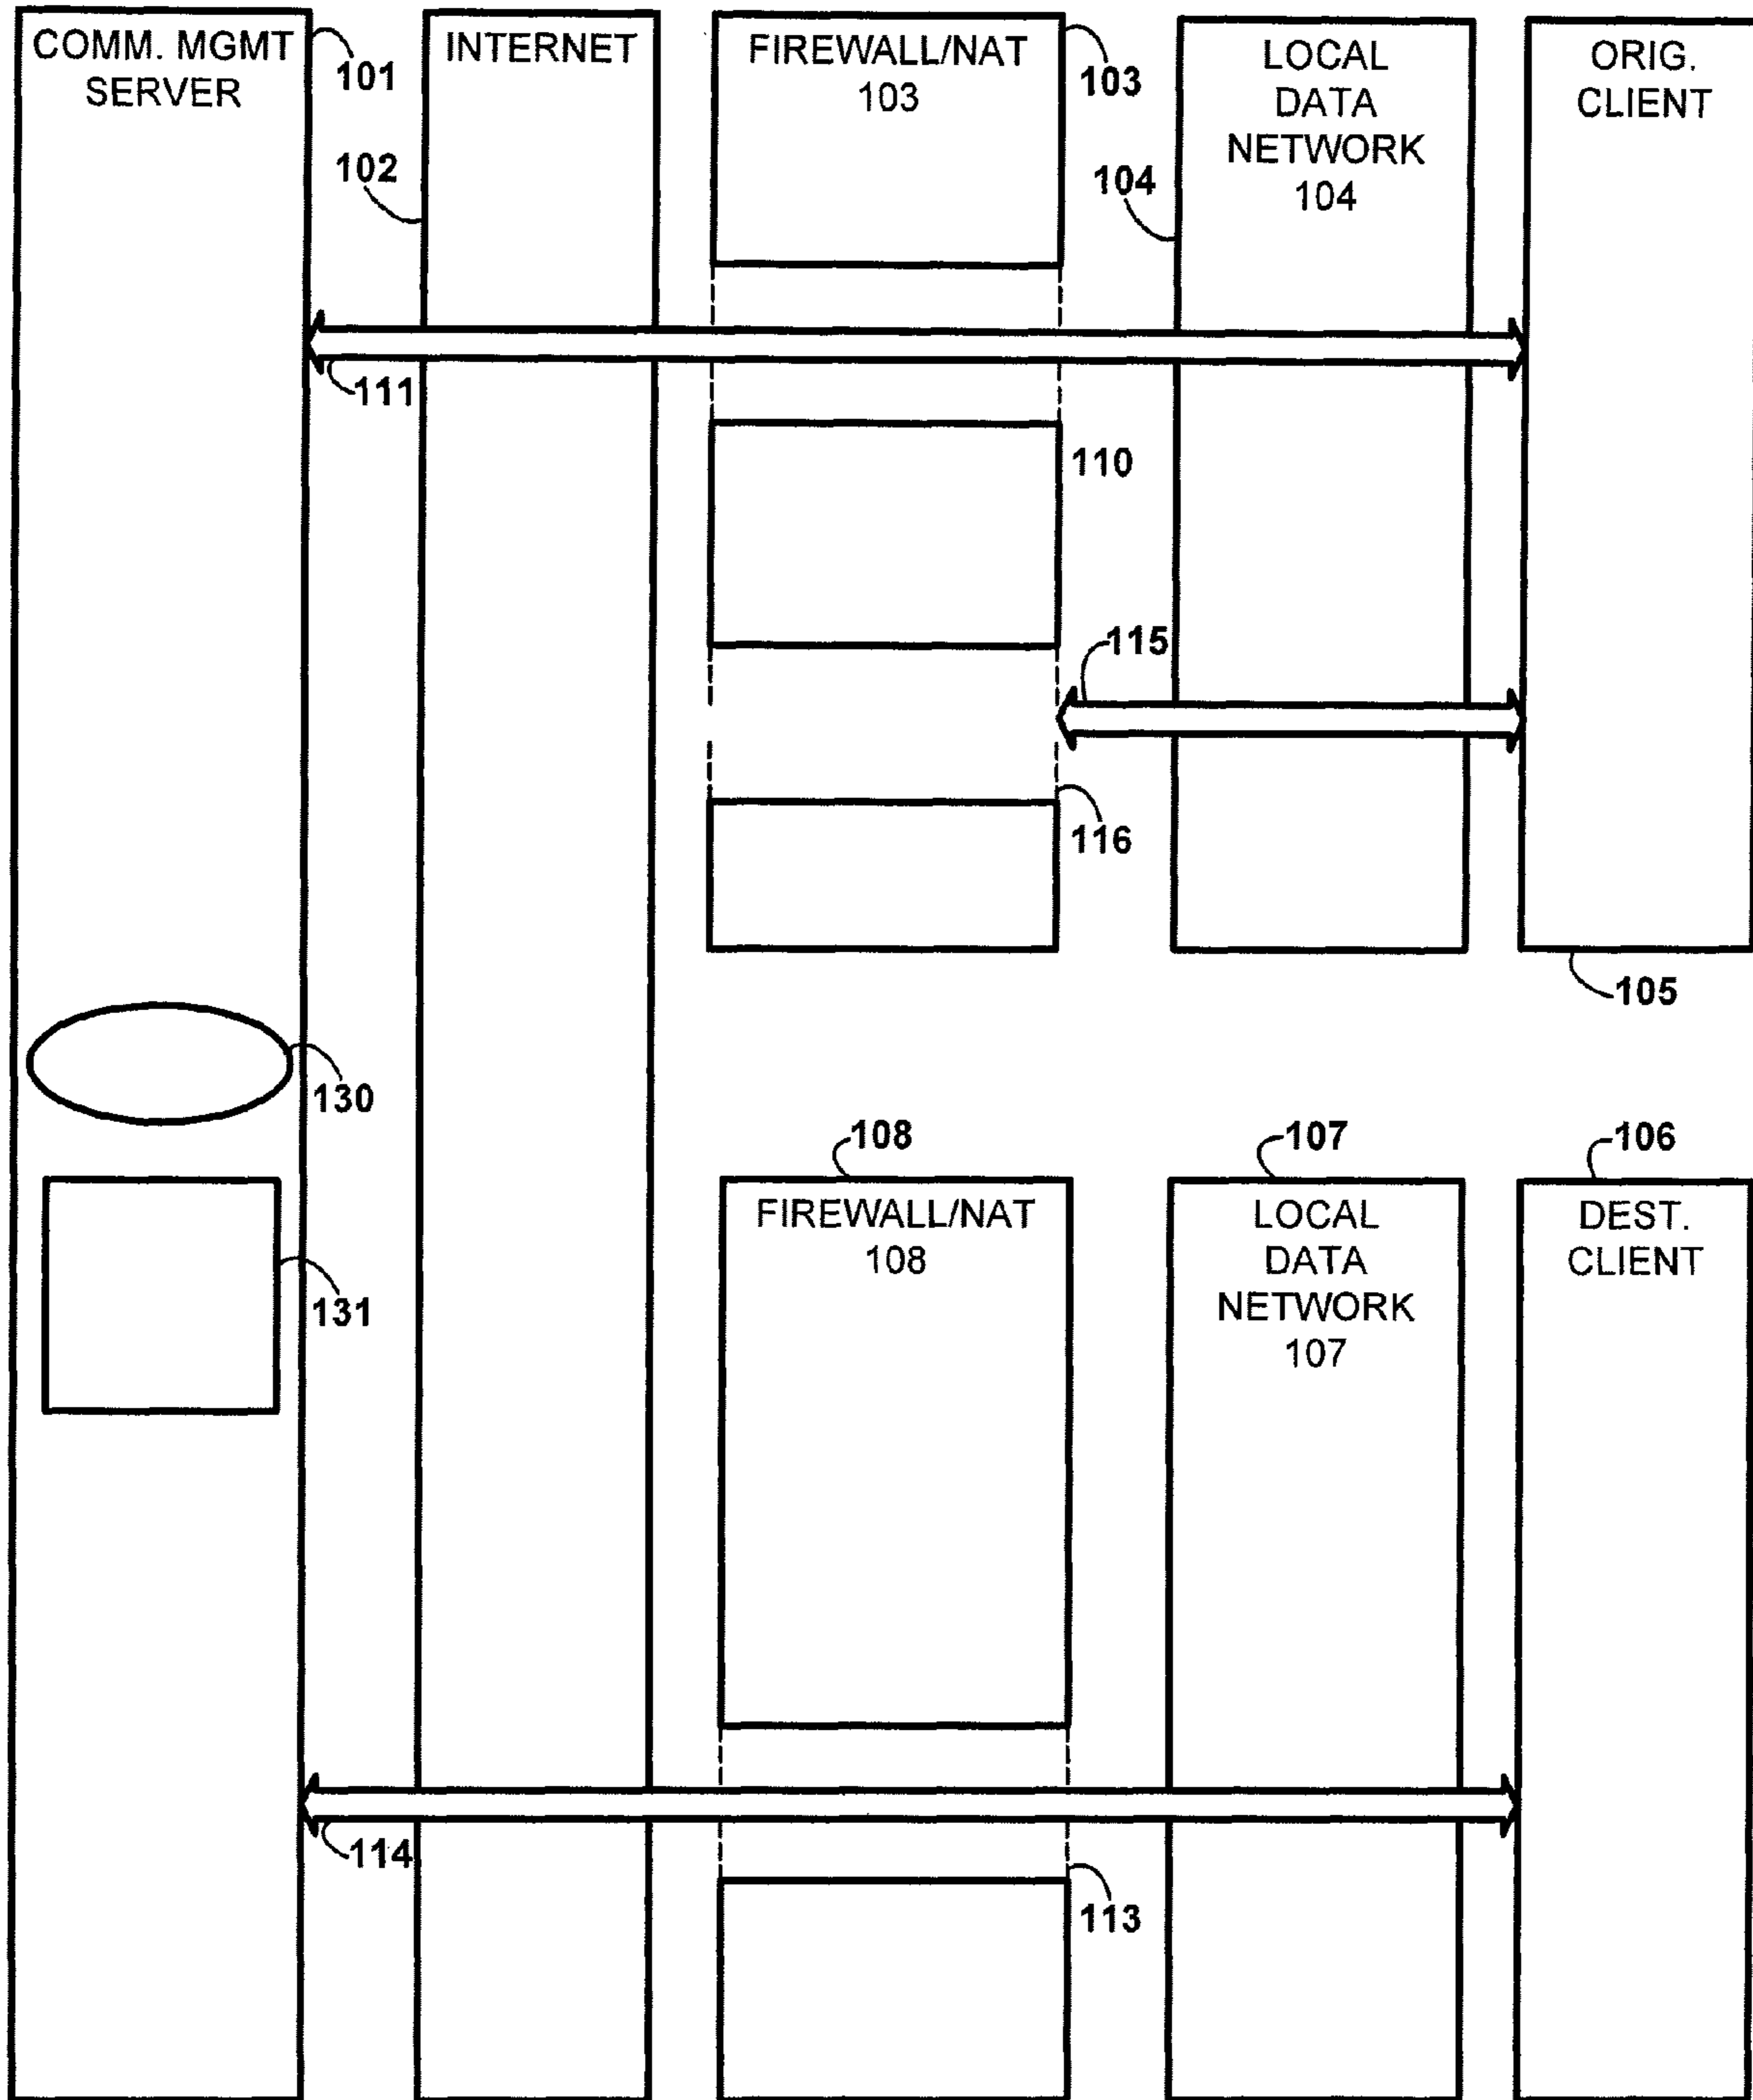 COMM. MGMT
SERVER
101
INTERNET
FIREWALL/NAT
103
103
LOCAL
DATA
NETWORK
104
ORIG.
CLIENT
102
104
111
110
115
116
105
130
108
107
106
FIREWALL/NAT
108
LOCAL
DATA
NETWORK
107
DEST.
CLIENT
131
114
113